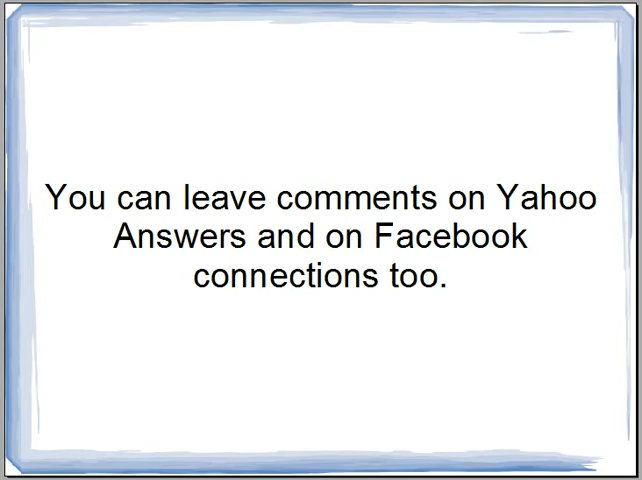 You can leave comments on Yahoo
Answers and on Facebook
connections too.